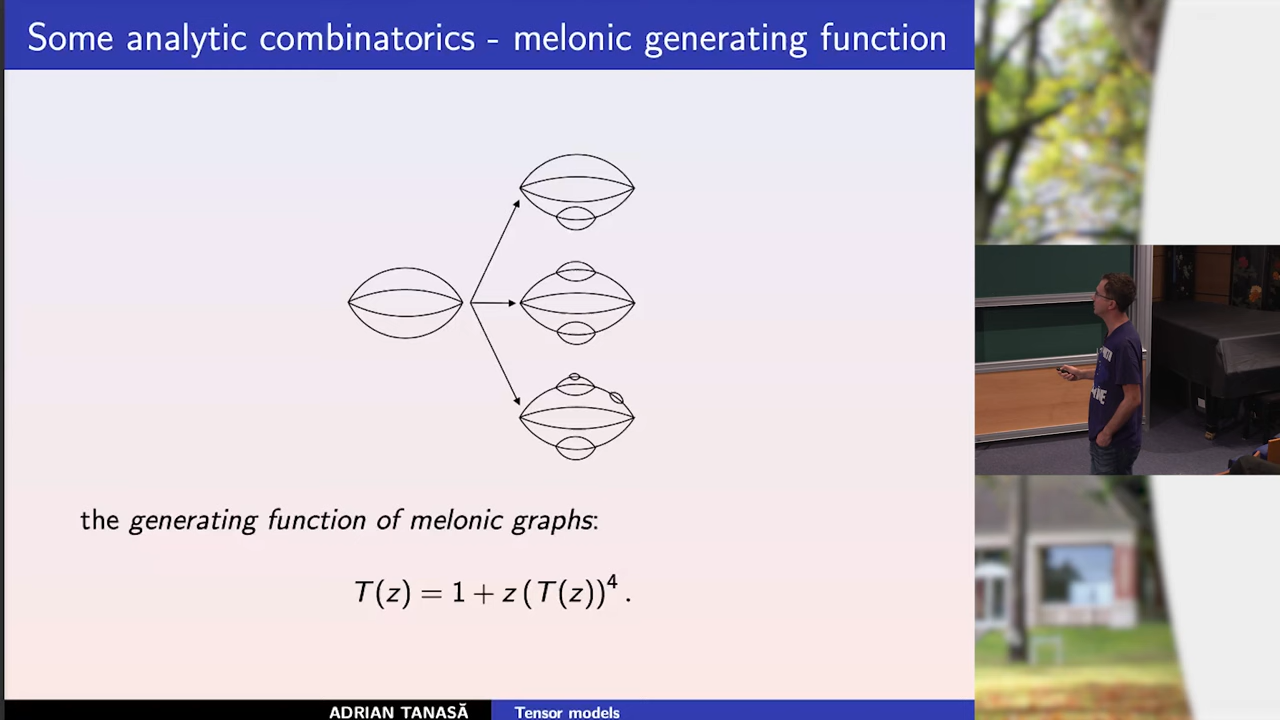 Some analytic combinatorics - melonic generating function
the generating function of melonic graphs:
T(z) = 1 + z (T(z))⁴ .
ADRIAN TANASĂ
Tensor models